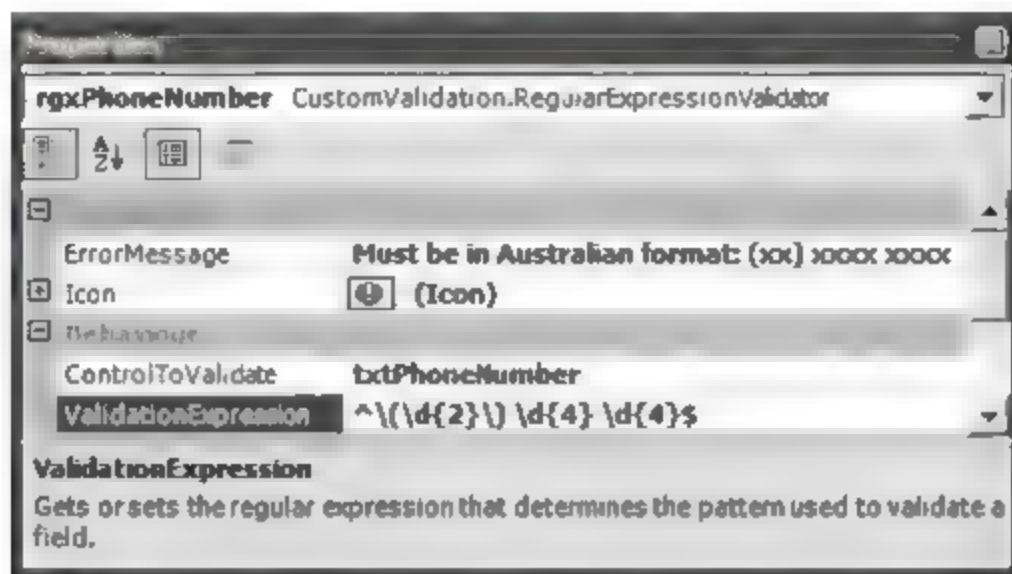 rgxPhoneNumber CustomValidation.RegularExpressionValidator
ErrorMessage Must be in Australian format: (xx) xxxx xxxx
Icon (Icon)
ControlToValidate txtPhoneNumber
ValidationExpression ^\(\d{2}\) \d{4} \d{4}$
ValidationExpression
Gets or sets the regular expression that determines the pattern used to validate a
field.